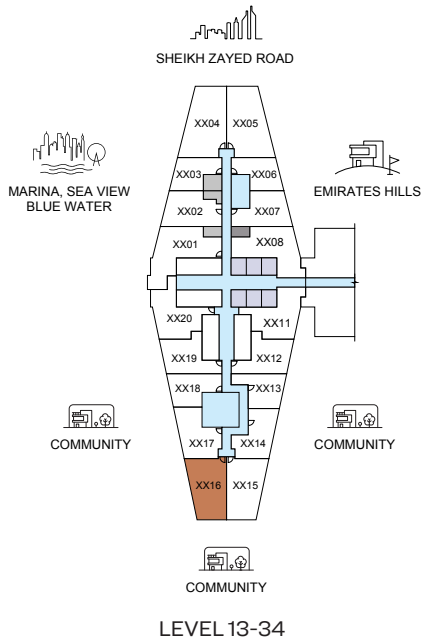 SHEIKH ZAYED ROAD
XX04
XX05
MARINA, SEA VIEW
BLUE WATER
XX03
XX06
EMIRATES HILLS
XX02
XX07
XX01
XX08
XX20
XX11
XX19
XX12
XX18
XX13
COMMUNITY
XX17
XX14
COMMUNITY
XX16
XX15
COMMUNITY
LEVEL 13-34